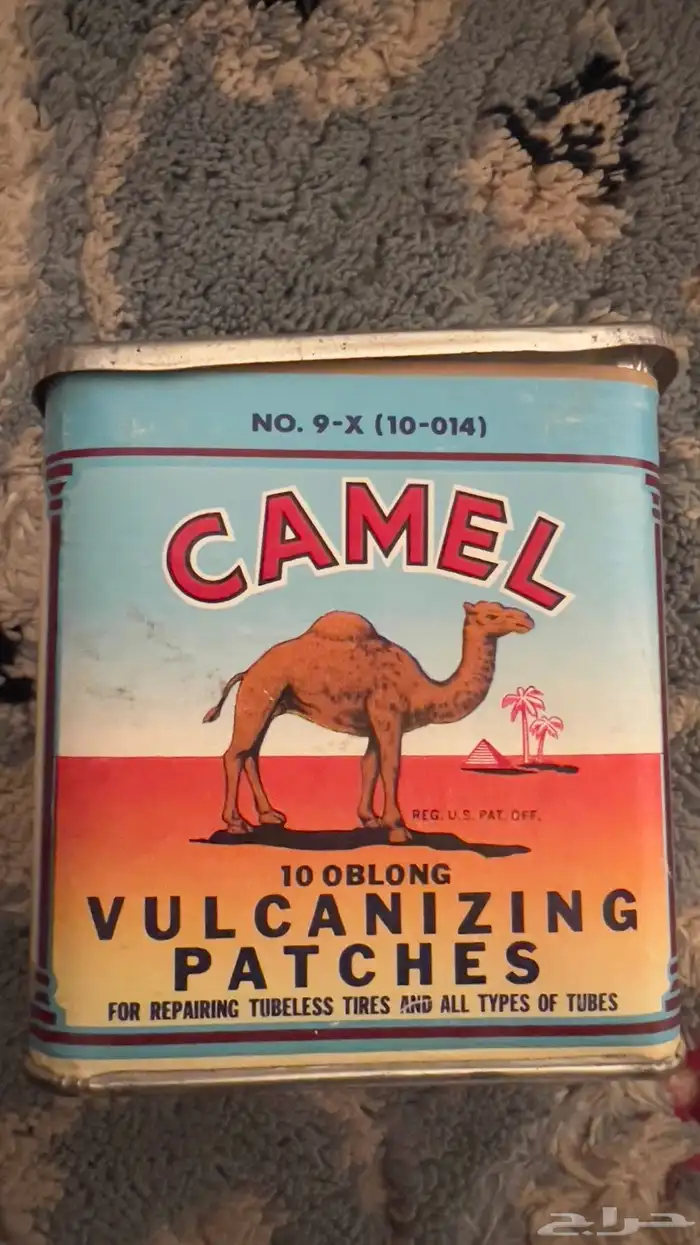 NO. 9-X (10-014)
CAMEL
REG. U.S. PAT. OFF.
10 OBLONG
VULCANIZING
PATCHES
FOR REPAIRING TUBELESS TIRES AND ALL TYPES OF TUBES
حراج